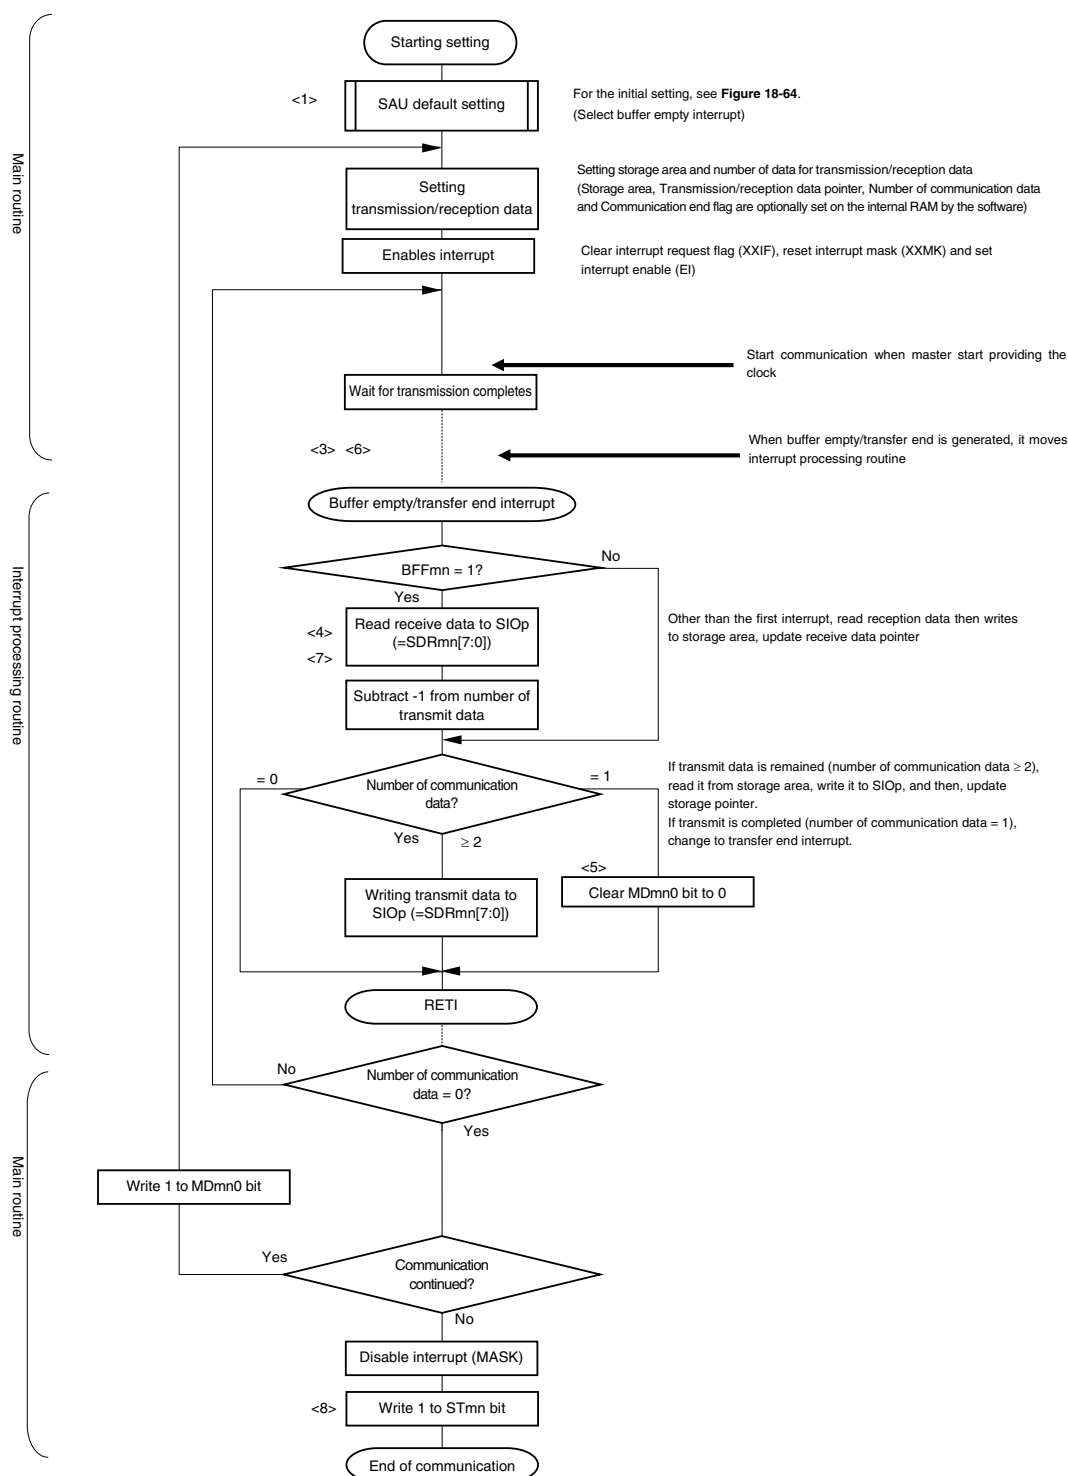 Main routine
Starting setting
<1>
SAU default setting
For the initial setting, see Figure 18-64.
(Select buffer empty interrupt)
Setting
transmission/reception data
Setting storage area and number of data for transmission/reception data
(Storage area, Transmission/reception data pointer, Number of communication data
and Communication end flag are optionally set on the internal RAM by the software)
Enables interrupt
Clear interrupt request flag (XXIF), reset interrupt mask (XXMK) and set
interrupt enable (EI)
Start communication when master start providing the
clock
Wait for transmission completes
<3> <6>
When buffer empty/transfer end is generated, it moves
interrupt processing routine
Interrupt processing routine
Buffer empty/transfer end interrupt
BFFmn = 1?
No
Yes
<4>
<7>
Read receive data to SIOp
(=SDRmn[7:0])
Other than the first interrupt, read reception data then writes
to storage area, update receive data pointer
Subtract -1 from number of
transmit data
= 0
Number of communication
data?
= 1
Yes
≥ 2
If transmit data is remained (number of communication data ≥ 2),
read it from storage area, write it to SIOp, and then, update
storage pointer.
If transmit is completed (number of communication data = 1),
change to transfer end interrupt.
<5>
Writing transmit data to
SIOp (=SDRmn[7:0])
Clear MDmn0 bit to 0
RETI
Main routine
No
Number of communication
data = 0?
Yes
Write 1 to MDmn0 bit
Yes
Communication
continued?
No
Disable interrupt (MASK)
<8>
Write 1 to STmn bit
End of communication